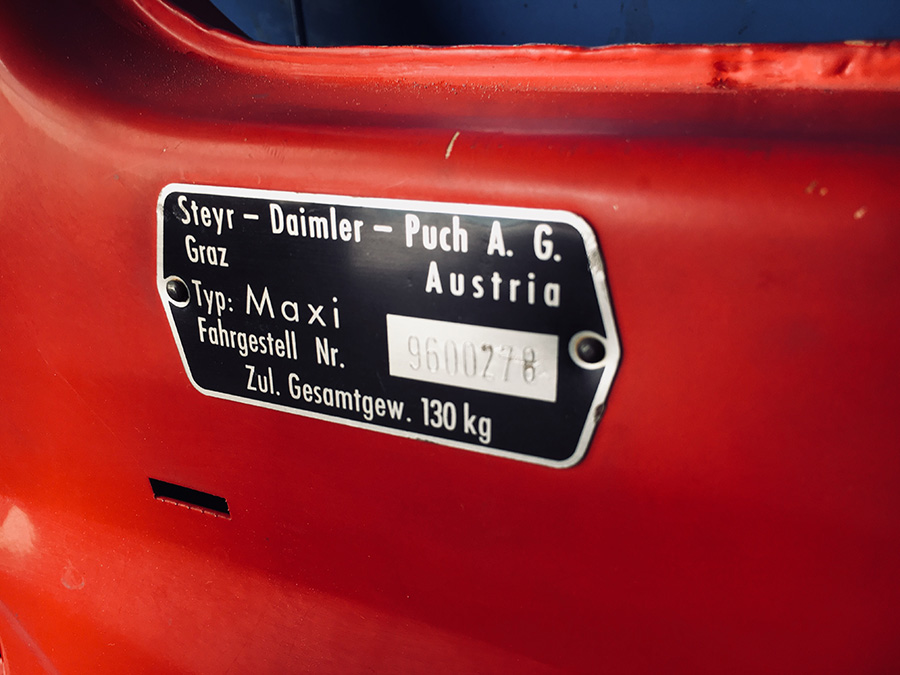 Steyr – Daimler – Puch A. G.
Graz
Austria
Typ: Maxi
Fahrgestell Nr. 9600278
Zul. Gesamtgew. 130 kg